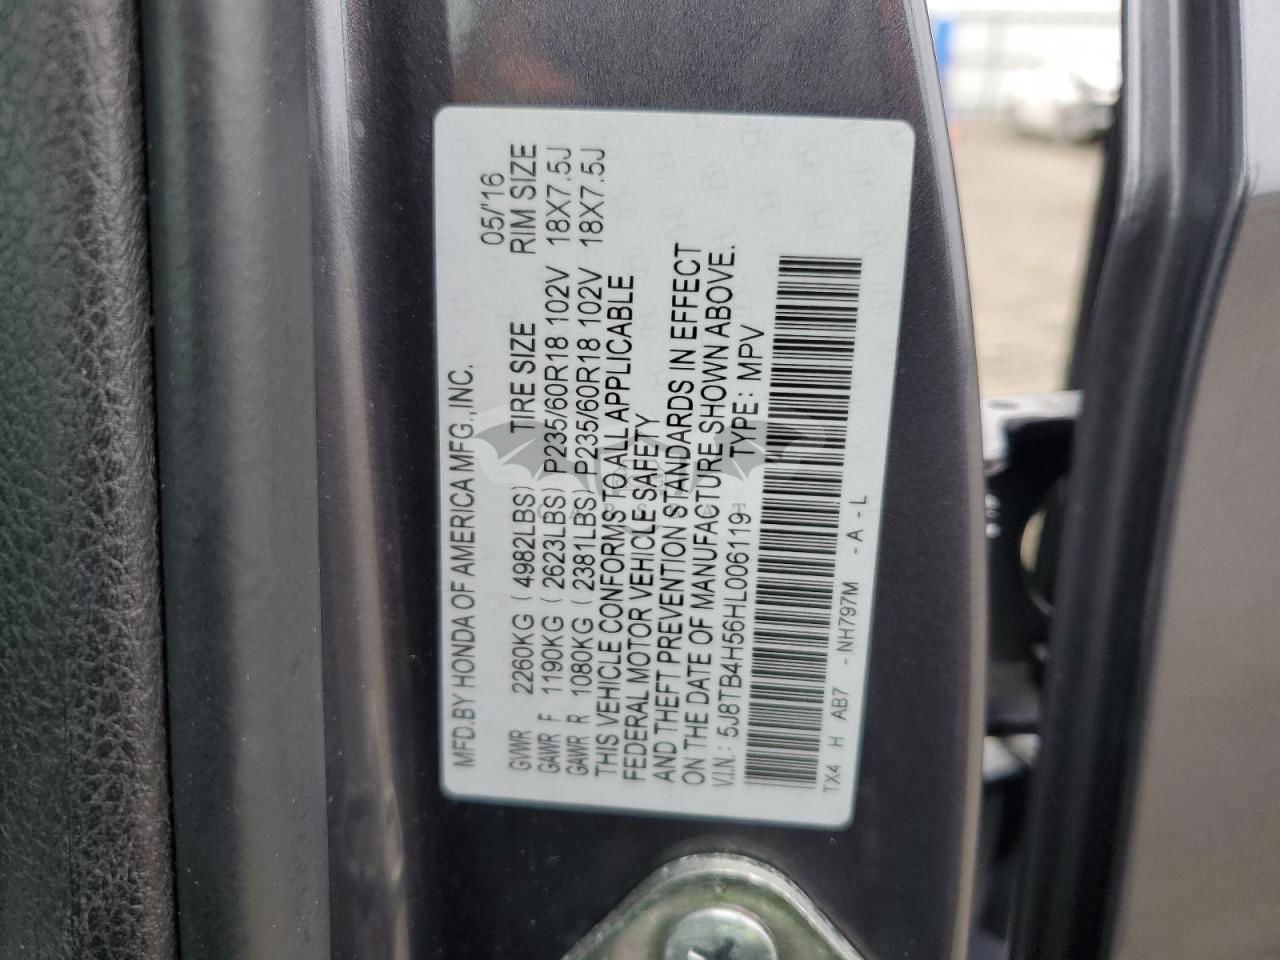 MFD.BY HONDA OF AMERICA MFG.,INC. 05/'16
GVWR 2260KG ( 4982LBS) TIRE SIZE RIM SIZE
GAWR F 1190KG ( 2623LBS) P235/60R18 102V 18X7.5J
GAWR R 1080KG ( 2381LBS) P235/60R18 102V 18X7.5J
THIS VEHICLE CONFORMS TO ALL APPLICABLE
FEDERAL MOTOR VEHICLE SAFETY
AND THEFT PREVENTION STANDARDS IN EFFECT
ON THE DATE OF MANUFACTURE SHOWN ABOVE.
V.I.N.: 5J8TB4H56HL006119 TYPE: MPV
TX4 H AB7 - NH797M - A - L